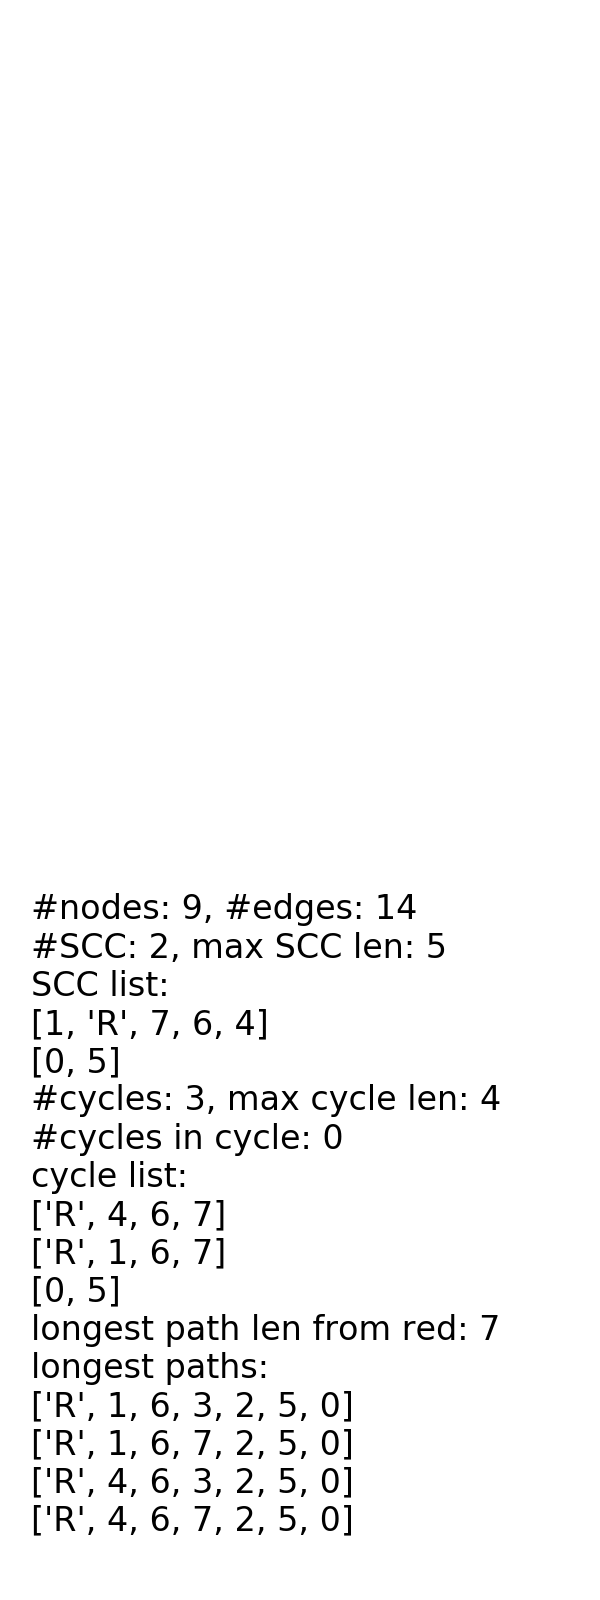 #nodes: 9, #edges: 14
#SCC: 2, max SCC len: 5
SCC list:
[1, 'R', 7, 6, 4]
[0, 5]
#cycles: 3, max cycle len: 4
#cycles in cycle: 0
cycle list:
['R', 4, 6, 7]
['R', 1, 6, 7]
[0, 5]
longest path len from red: 7
longest paths:
['R', 1, 6, 3, 2, 5, 0]
['R', 1, 6, 7, 2, 5, 0]
['R', 4, 6, 3, 2, 5, 0]
['R', 4, 6, 7, 2, 5, 0]